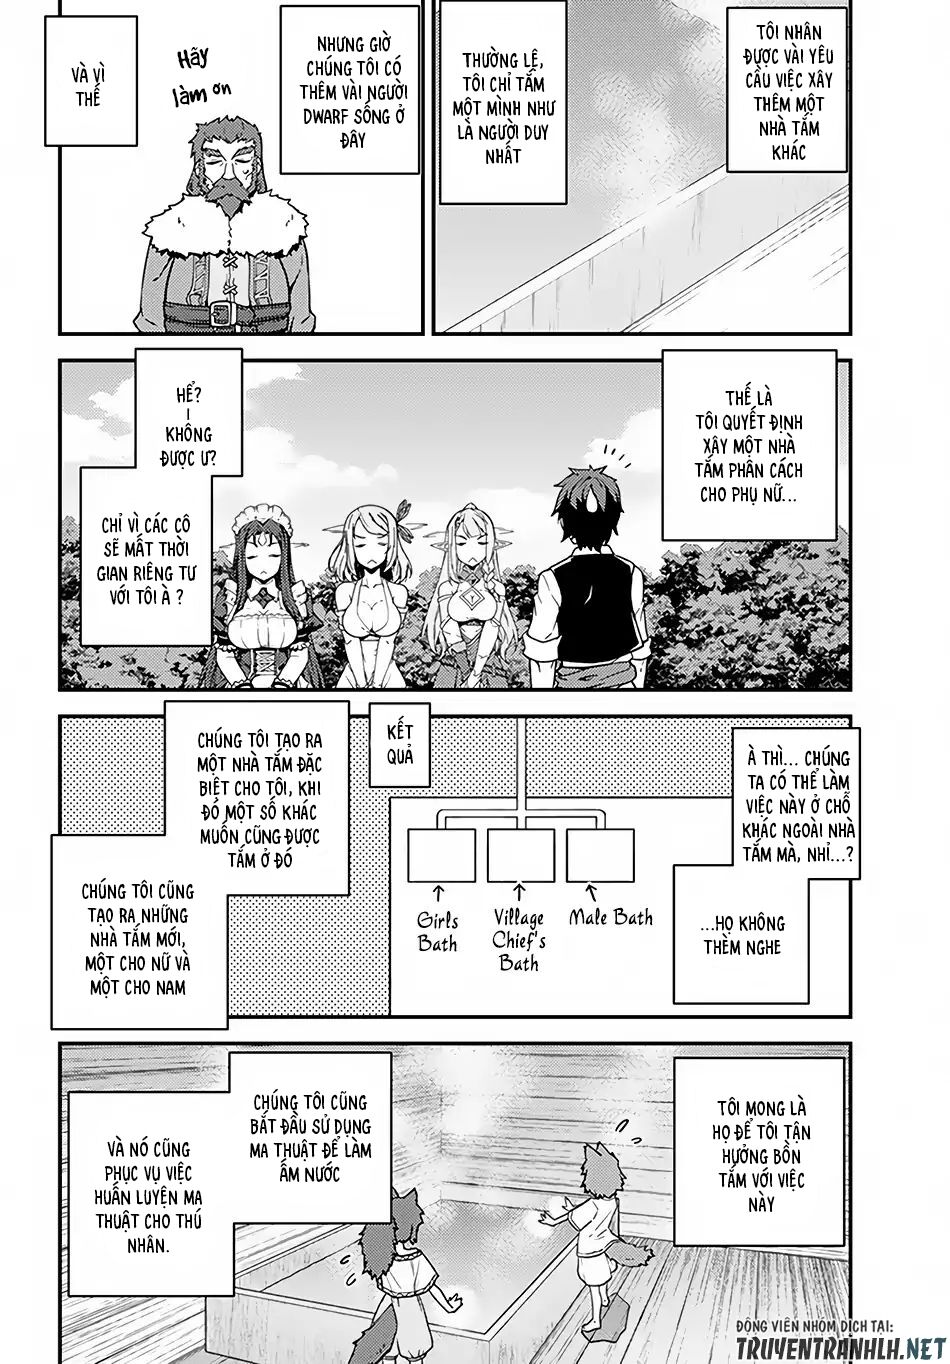 TÔI NHÂN
ĐƯỢC VÀI YÊU
CẦU VIỆC XÂY
THÊM MỘT
NHÀ TẮM
KHÁC
THƯỜNG LỆ,
TÔI CHỈ TẮM
MỘT MÌNH NHƯ
LÀ NGƯỜI DUY
NHẤT
NHƯNG GIỜ
CHÚNG TÔI CÓ
THÊM VÀI NGƯỜI
DWARF SỐNG Ở
ĐÂY
Hãy
làm ơn
VÀ VÌ
THẾ
THẾ LÀ
TÔI QUYẾT ĐỊNH
XÂY MỘT NHÀ
TẮM PHÂN CÁCH
CHO PHỤ NỮ...
HỂ?
I
KHÔNG
ĐƯỢC Ư?
CHỈ VÌ CÁC CÔ
SẼ MẤT THỜI
GIAN RIÊNG TƯ
VỚI TÔI À ?
À THÌ... CHÚNG
TA CÓ THỂ LÀM
VIỆC NÀY Ở CHỖ
KHÁC NGOÀI NHÀ
TẮM MÀ, NHỈ...?
...HỌ KHÔNG
THÈM NGHE
KẾT
QUẢ
Girls
Bath
Village
Chief's
Bath
Male Bath
CHÚNG TÔI TẠO RA
MỘT NHÀ TẮM ĐẶC
BIỆT CHO TÔI, KHI
ĐÓ MỘT SỐ KHÁC
MUỐN CŨNG ĐƯỢC
TẮM Ở ĐÓ
CHÚNG TÔI CŨNG
TẠO RA NHỮNG
NHÀ TẮM MỚI,
MỘT CHO NỮ VÀ
MỘT CHO NAM
TÔI MONG LÀ
HỌ ĐỂ TÔI TẬN
HƯỞNG BỒN
TẮM VỚI VIỆC
NÀY
CHÚNG TÔI CŨNG
BẮT ĐẦU SỬ DỤNG
MA THUẬT ĐỂ LÀM
ẤM NƯỚC
VÀ NÓ CŨNG
PHỤC VỤ VIỆC
HUẤN LUYỆN MA
THUẬT CHO THÚ
NHÂN.
ĐỘNG VIÊN NHÓM DỊCH TẠI:
TRUYENTRANHLH.NET